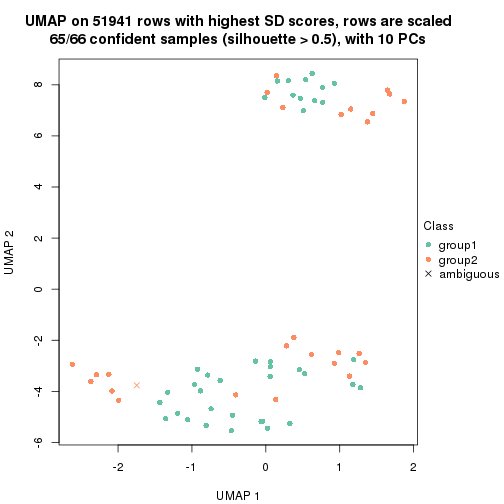 UMAP on 51941 rows with highest SD scores, rows are scaled
65/66 confident samples (silhouette > 0.5), with 10 PCs
8
6
4
2
0
-2
-4
-6
UMAP 2
-2
-1
0
1
2
UMAP 1
Class
group1
group2
ambiguous